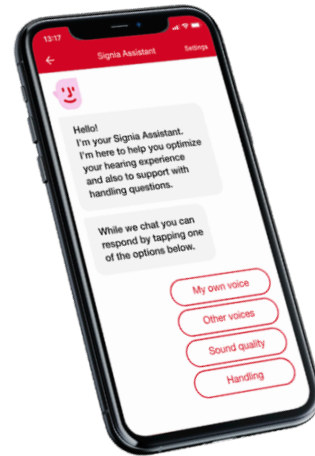 13:17
Signia Assistant
Settings
Hello!
I'm your Signia Assistant.
I'm here to help you optimize
your hearing experience
and also to support with
handling questions.
While we chat you can
respond by tapping one
of the options below.
My own voice
Other voices
Sound quality
Handling